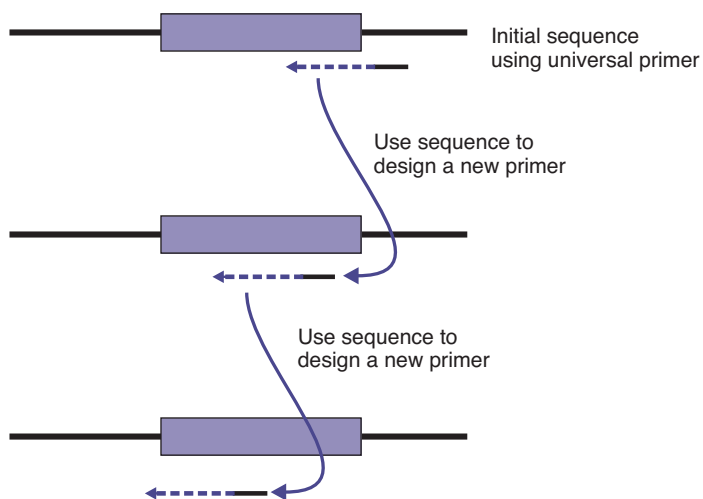 Initial sequence
using universal primer
Use sequence to
design a new primer
Use sequence to
design a new primer